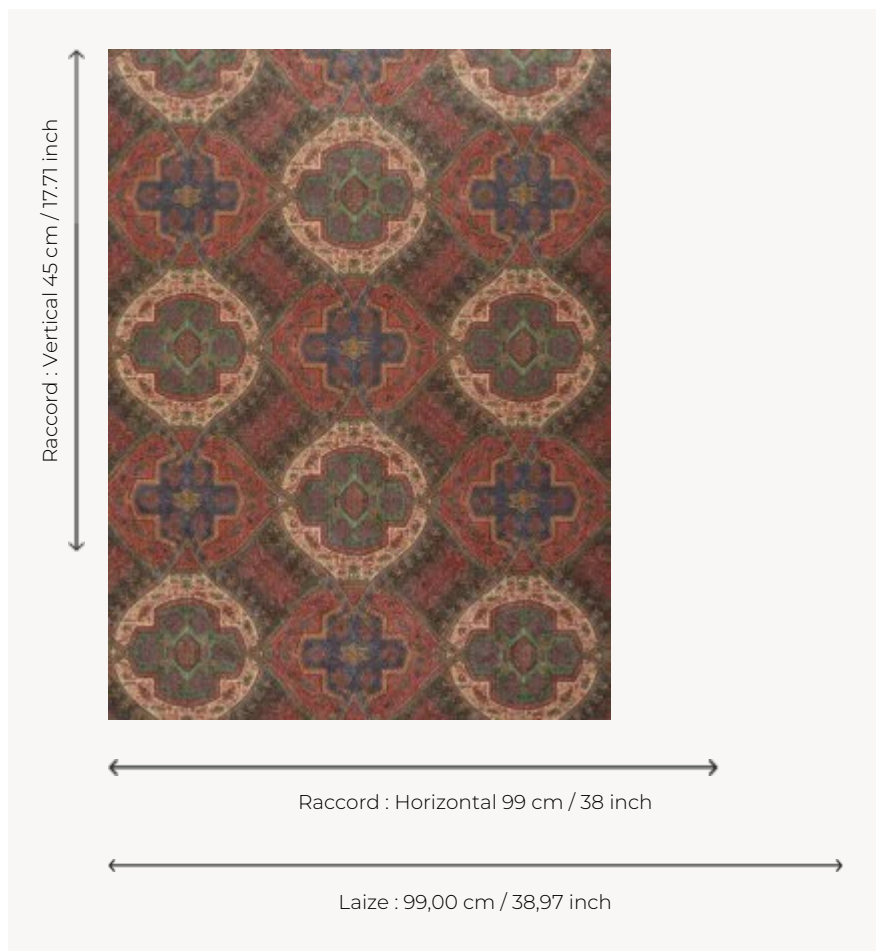 Raccord : Vertical 45 cm / 17.71 inch
Raccord : Horizontal 99 cm / 38 inch
Laize : 99,00 cm / 38,97 inch